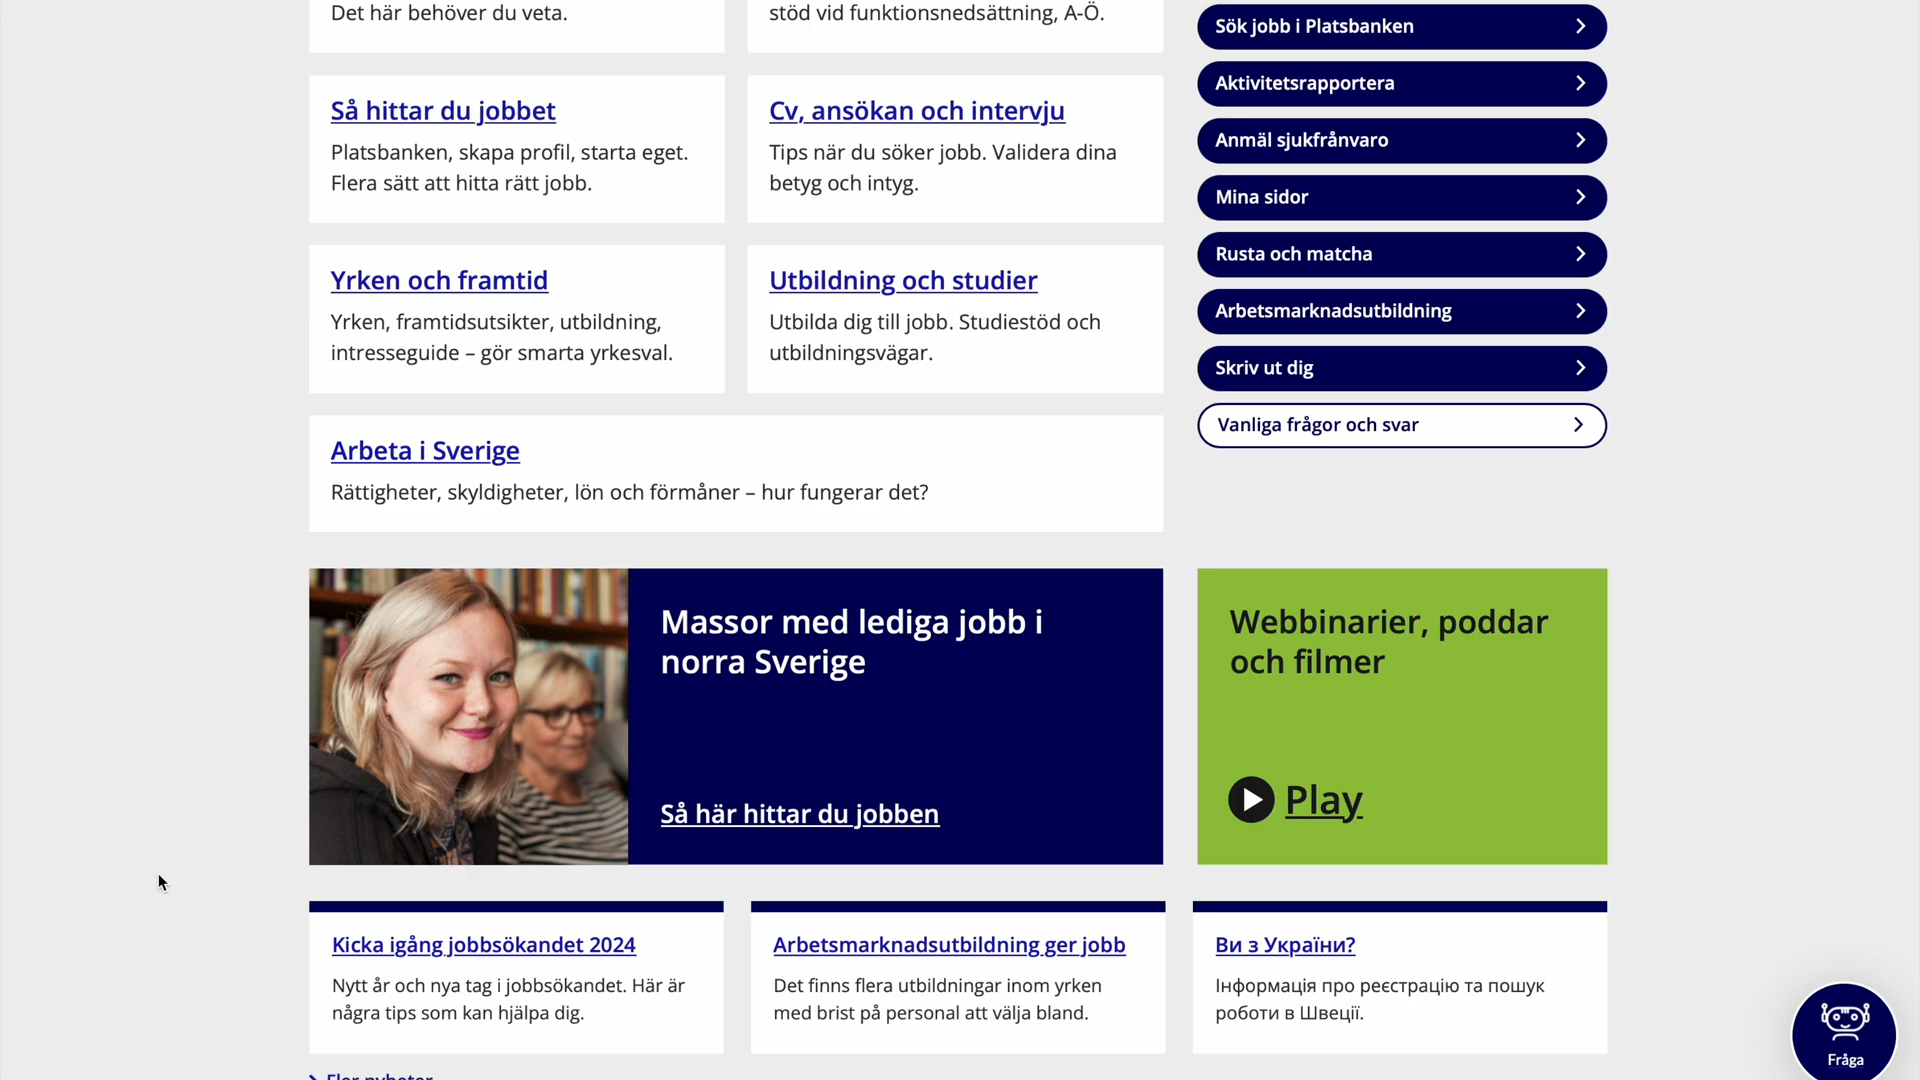 Det här behöver du veta.
stöd vid funktionsnedsättning, A-Ö.
Så hittar du jobbet
Platsbanken, skapa profil, starta eget.
Flera sätt att hitta rätt jobb.
Cv, ansökan och intervju
Tips när du söker jobb. Validera dina
betyg och intyg.
Yrken och framtid
Yrken, framtidsutsikter, utbildning,
intresseguide – gör smarta yrkesval.
Utbildning och studier
Utbilda dig till jobb. Studiestöd och
utbildningsvägar.
Arbeta i Sverige
Rättigheter, skyldigheter, lön och förmåner – hur fungerar det?
Sök jobb i Platsbanken
Aktivitetsrapportera
Anmäl sjukfrånvaro
Mina sidor
Rusta och matcha
Arbetsmarknadsutbildning
Skriv ut dig
Vanliga frågor och svar
Massor med lediga jobb i
norra Sverige
Så här hittar du jobben
Webbinarier, poddar
och filmer
Play
Kicka igång jobbsökandet 2024
Nytt år och nya tag i jobbsökandet. Här är
några tips som kan hjälpa dig.
Arbetsmarknadsutbildning ger jobb
Det finns flera utbildningar inom yrken
med brist på personal att välja bland.
Ви з України?
Інформація про реєстрацію та пошук
роботи в Швеції.
Fler nyheter
Fråga